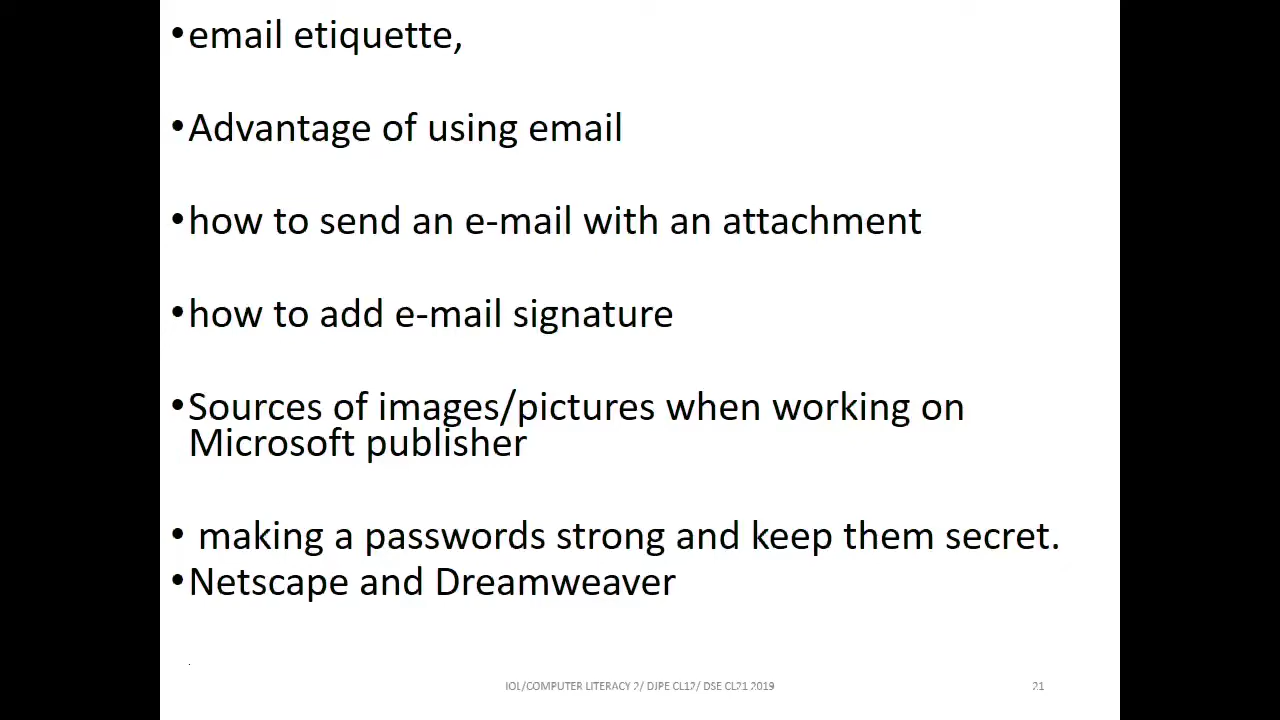 •email etiquette,
•Advantage of using email
•how to send an e-mail with an attachment
•how to add e-mail signature
•Sources of images/pictures when working on
Microsoft publisher
• making a passwords strong and keep them secret.
•Netscape and Dreamweaver
.
IOL/COMPUTER LITERACY 2/ DJPE CL12/ DSE CL21 2019
21